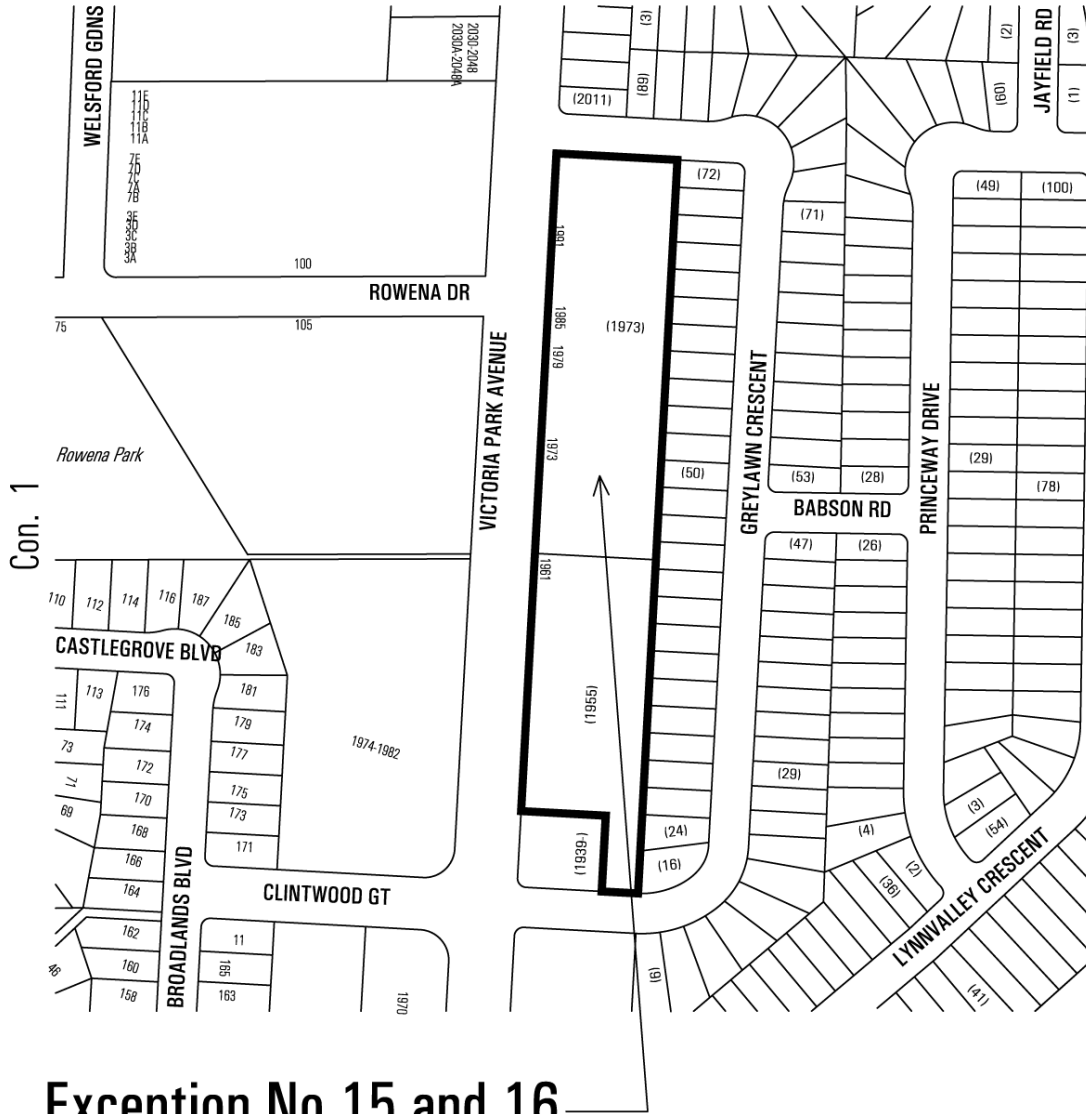 WELSFORD GDNS
2030-2048
2030A-2048A
(3)
(89)
(2011)
(2)
(60)
JAYFIELD RD
(3)
(1)
11E
11D
11C
11B
11A
7E
7D
7C
7A
7B
3E
3D
3C
3B
3A
100
ROWENA DR
75
105
Rowena Park
Con. 1
VICTORIA PARK AVENUE
1991
1985
1979
1973
1961
(1973)
(1955)
(1939-)
(72)
(50)
(24)
(16)
GREYLAWN CRESCENT
(71)
(53)
(28)
BABSON RD
(47)
(26)
(29)
(4)
(2)
(36)
PRINCEWAY DRIVE
(49)
(100)
(29)
(78)
(3)
(54)
LYNNVALLEY CRESCENT
(41)
(9)
110
112
114
116
187
185
183
CASTLEGROVE BLVD
111
113
176
174
172
170
168
166
164
162
160
158
73
71
69
46
181
179
177
175
173
171
1974-1982
BROADLANDS BLVD
CLINTWOOD GT
11
165
163
1970
Exception No 15 and 16